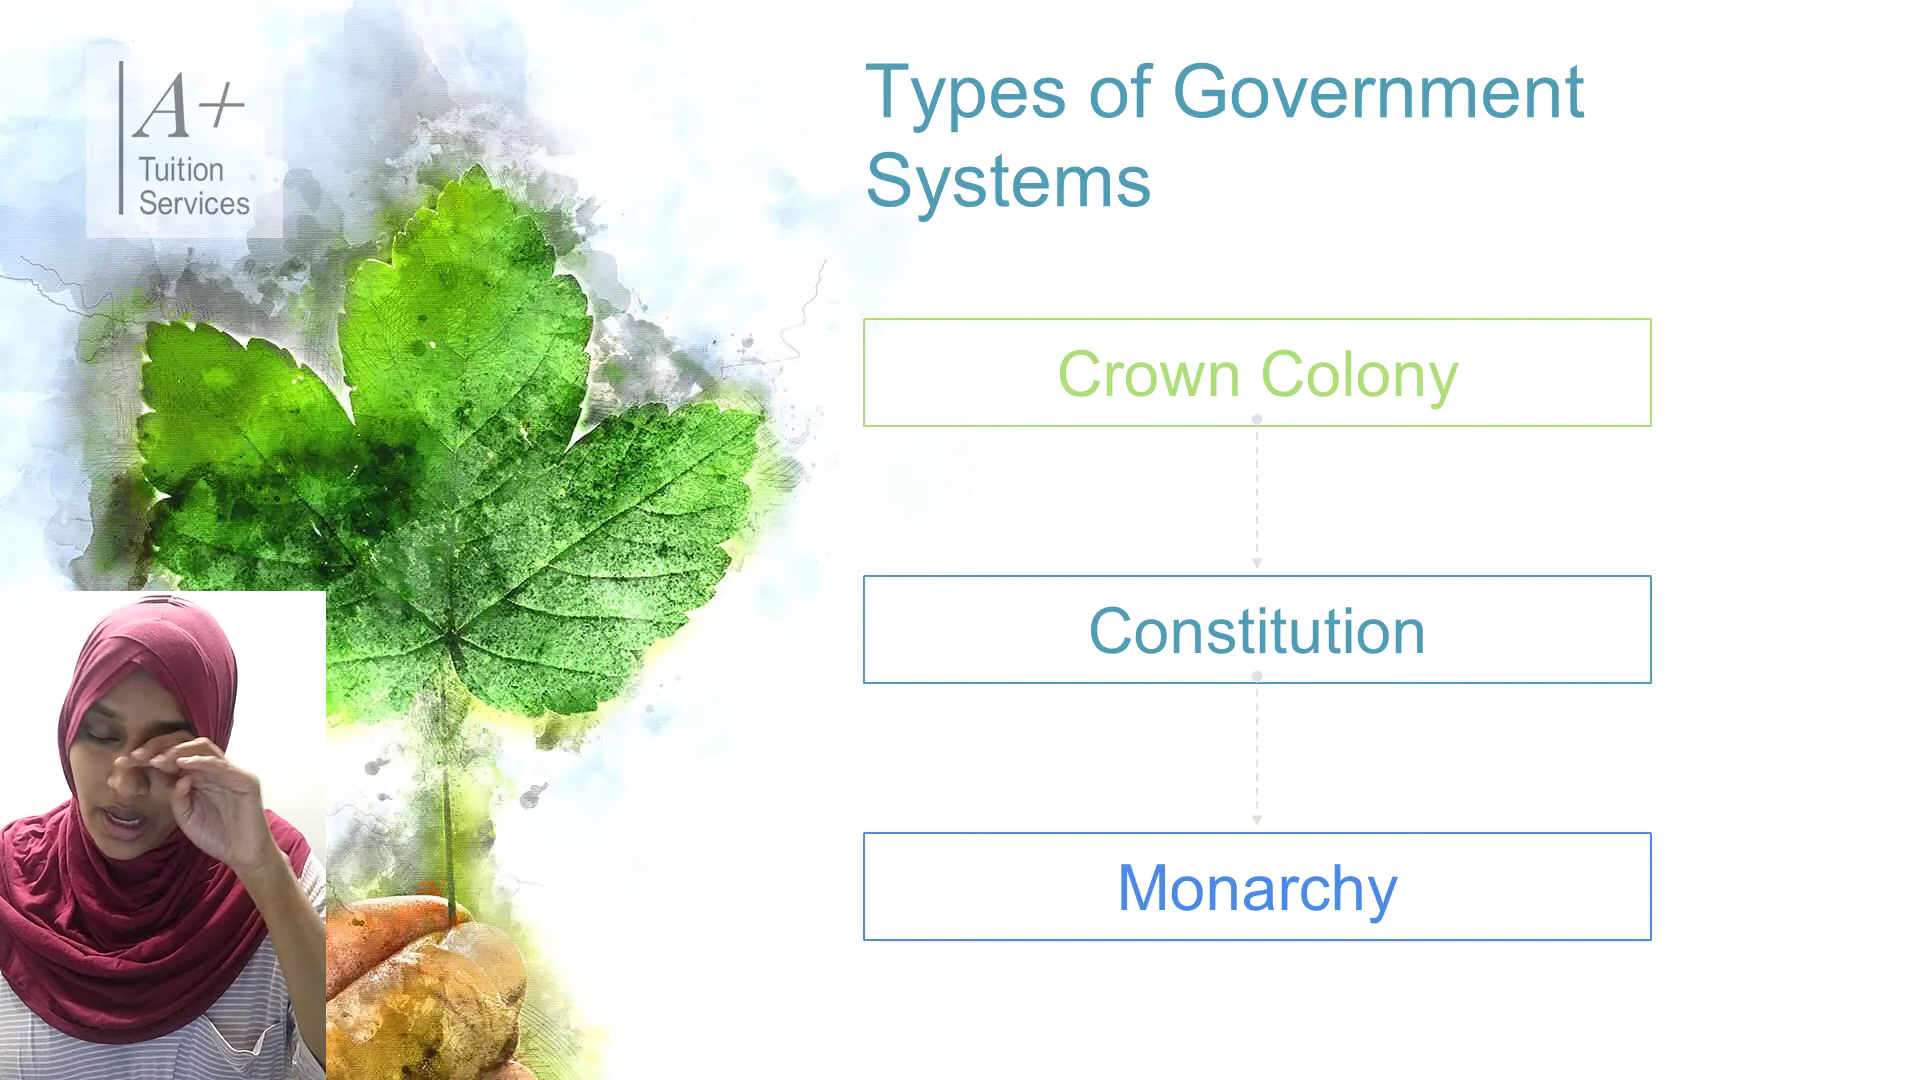 A+
Tuition
Services
Types of Government
Systems
Crown Colony
Constitution
Monarchy